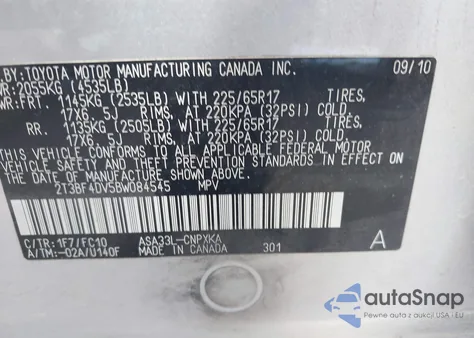 BY: TOYOTA MOTOR MANUFACTURING CANADA INC. 09/10
WR: 2055KG (4535LB)
WR: FRT. 1145KG (2535LB) WITH 225/65R17 TIRES,
17X6.5J RIMS, AT 220KPA (32PSI) COLD.
RR. 1135KG (2505LB) WITH 225/65R17 TIRES,
17X6.5J RIMS, AT 220KPA (32PSI) COLD.
THIS VEHICLE CONFORMS TO ALL APPLICABLE FEDERAL MOTOR
VEHICLE SAFETY AND THEFT PREVENTION STANDARDS IN EFFECT
ON THE DATE OF MANUFACTURE SHOWN ABOVE.
2T3BF4DV5BW084545 MPV
C/TR: 1F7/FC10 ASA33L-CNPXKA
A/TM: -02A/U140F MADE IN CANADA 301 A
autoSnap
Pewne auta z aukcji USA i EU